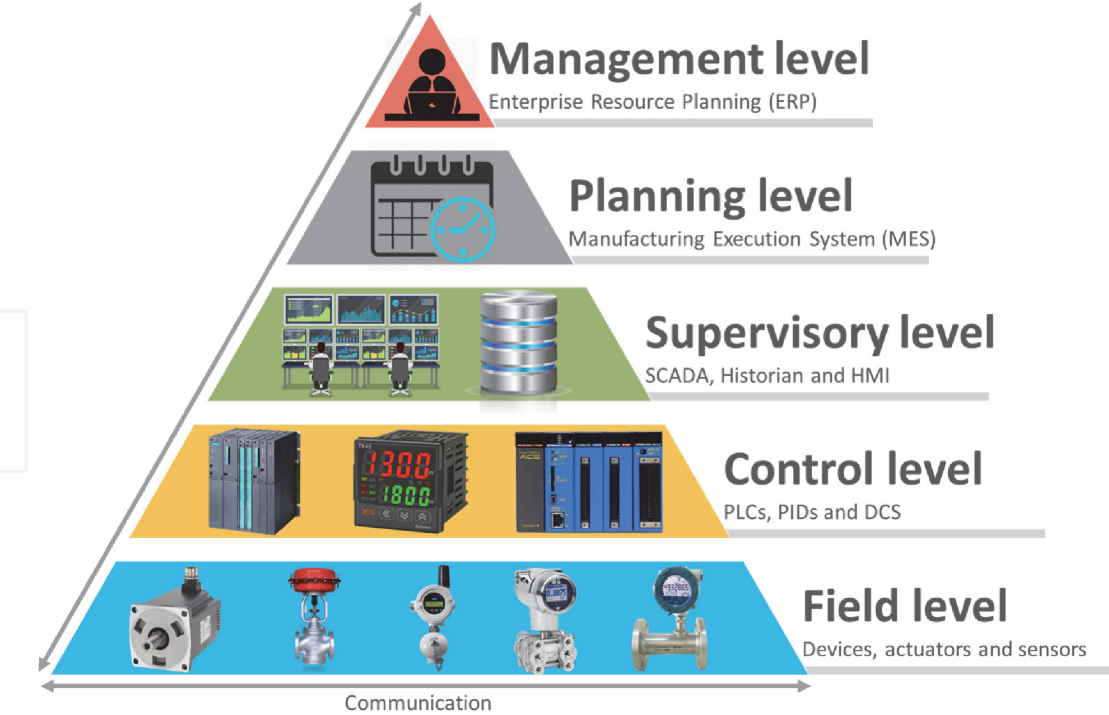 Management level
Enterprise Resource Planning (ERP)
Planning level
Manufacturing Execution System (MES)
Supervisory level
SCADA, Historian and HMI
TK4S
1300
1800
Control level
PLCs, PIDs and DCS
Field level
Devices, actuators and sensors
Communication